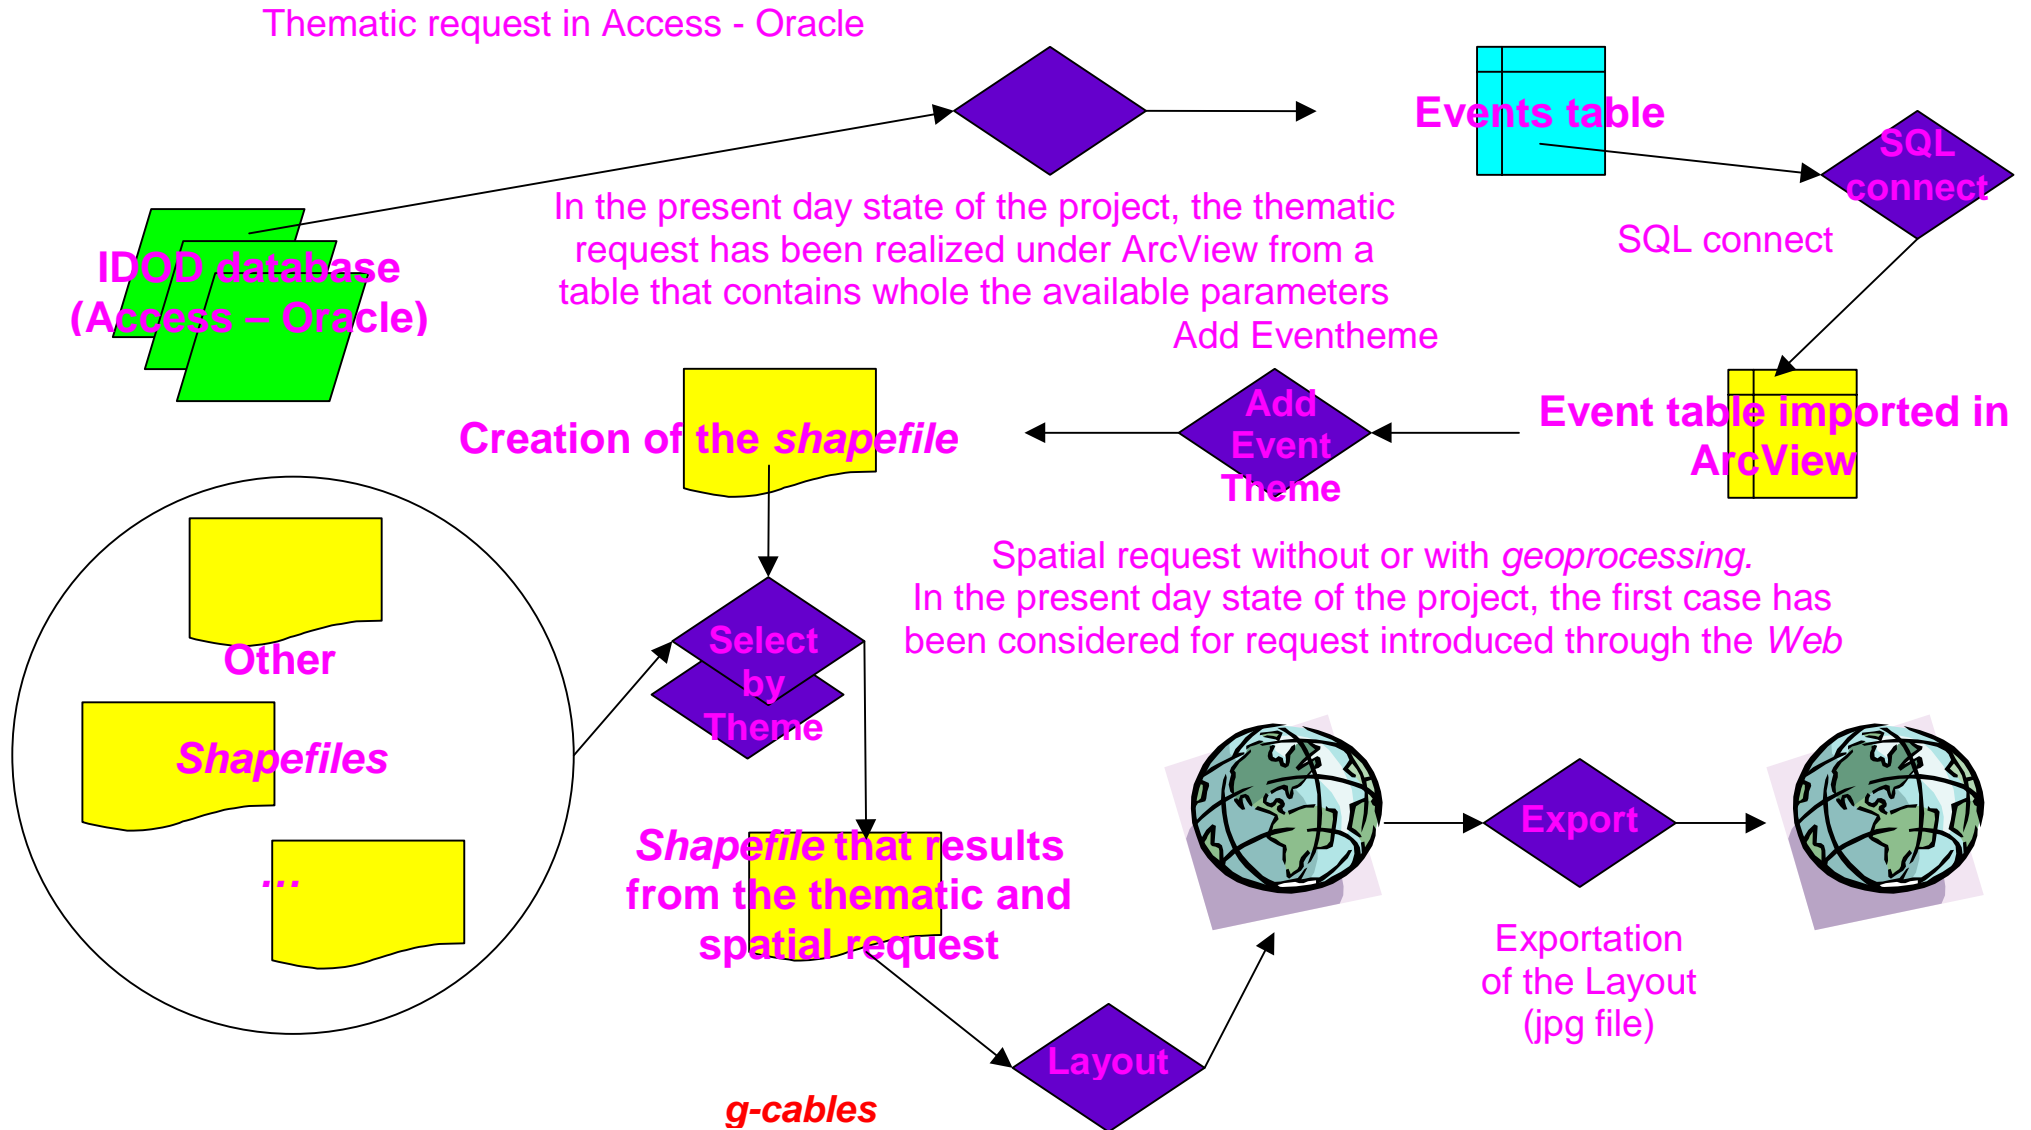 Thematic request in Access - Oracle
Events table
SQL
connect
In the present day state of the project, the thematic
request has been realized under ArcView from a
table that contains whole the available parameters
SQL connect
IDOD database
(Access – Oracle)
Add Eventheme
Creation of the shapefile
Add
Event
Theme
Event table imported in
ArcView
Spatial request without or with geoprocessing.
In the present day state of the project, the first case has
been considered for request introduced through the Web
Other
Shapefiles
...
Select
by
Theme
Shapefile that results
from the thematic and
spatial request
Export
Exportation
of the Layout
(jpg file)
Layout
g-cables